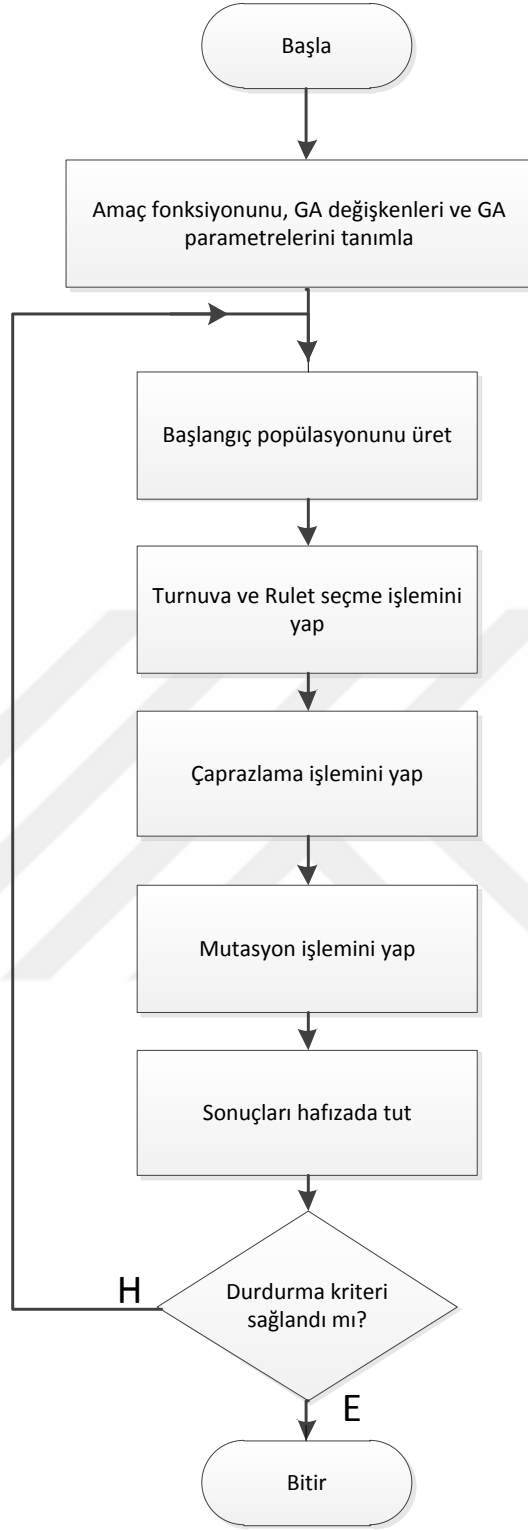 Başla
Amaç fonksiyonunu, GA değişkenleri ve GA
parametrelerini tanımla
Başlangıç popülasyonunu üret
Turnuva ve Rulet seçme işlemini
yap
Çaprazlama işlemini yap
Mutasyon işlemini yap
Sonuçları hafızada tut
H
Durdurma kriteri
sağlandı mı?
E
Bitir